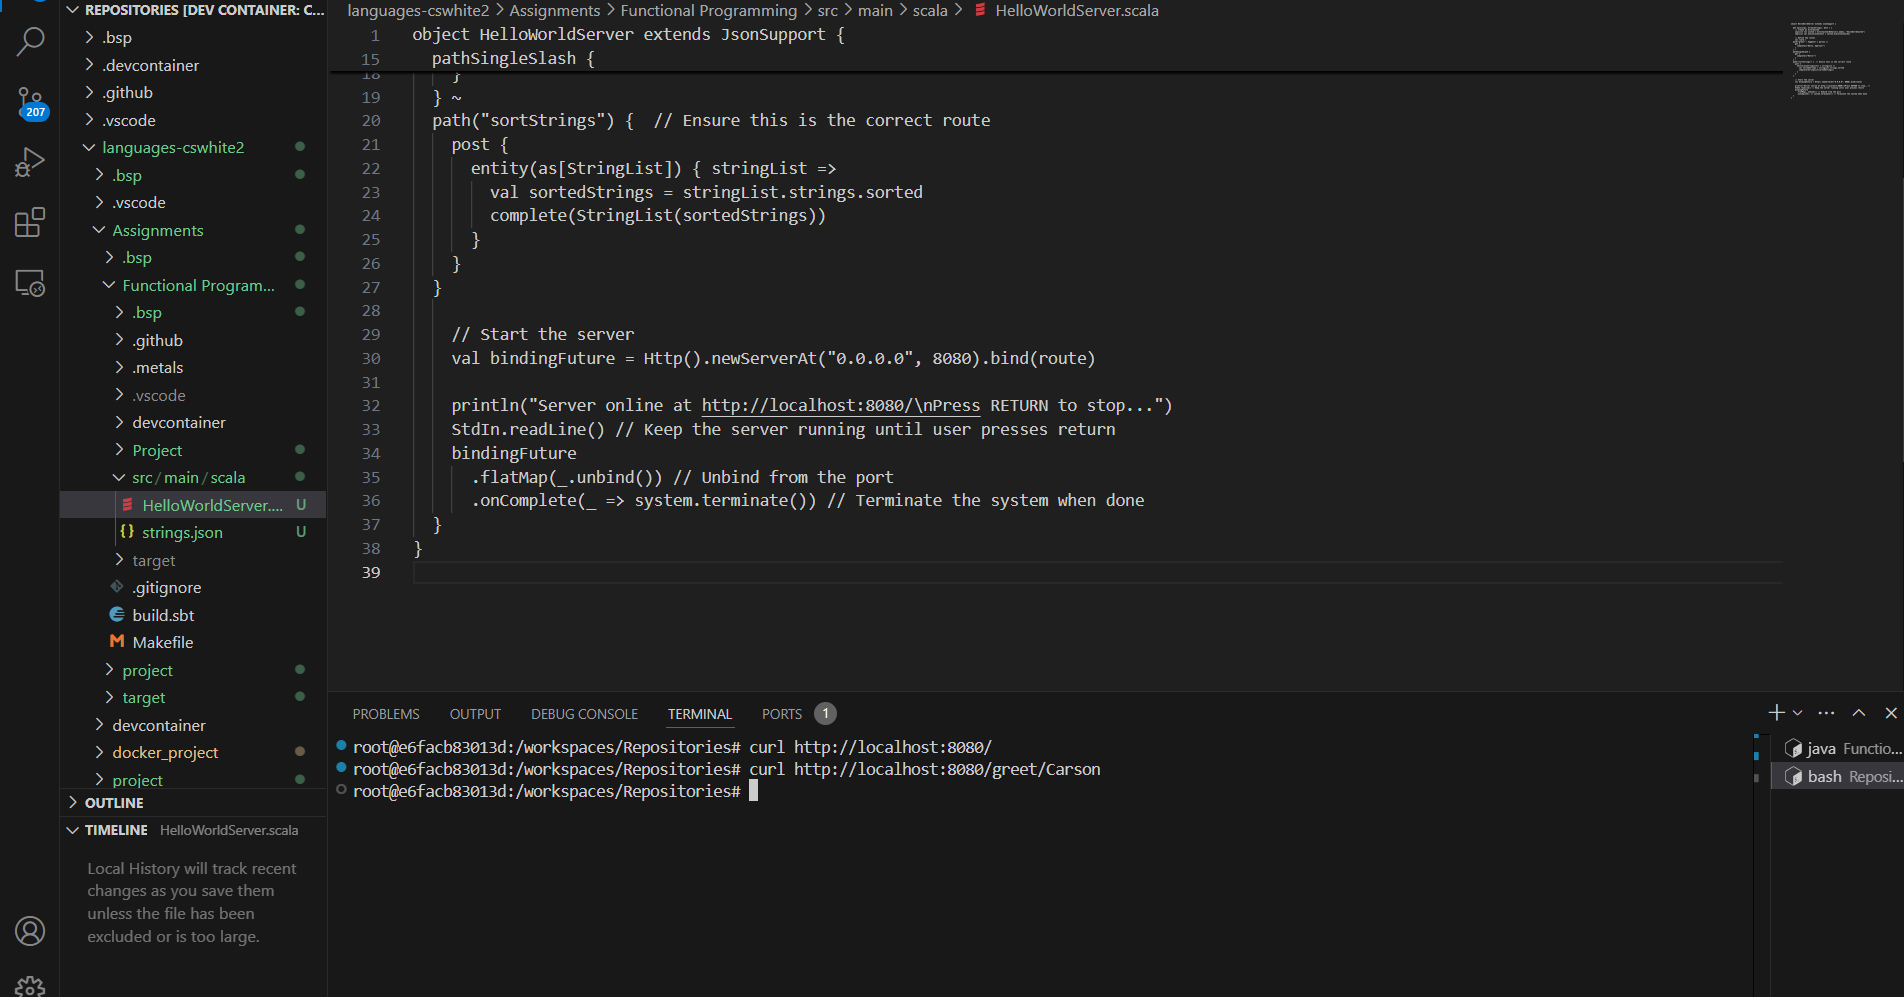 REPOSITORIES [DEV CONTAINER: C...
.bsp
.devcontainer
.github
.vscode
languages-cswhite2
.bsp
.vscode
Assignments
.bsp
Functional Program...
.bsp
.github
.metals
.vscode
devcontainer
Project
src/main/scala
HelloWorldServer.... U
{} strings.json U
target
.gitignore
build.sbt
Makefile
project
target
devcontainer
docker_project
project
OUTLINE
TIMELINE HelloWorldServer.scala
Local History will track recent
changes as you save them
unless the file has been
excluded or is too large.
207
languages-cswhite2 > Assignments > Functional Programming > src > main > scala > HelloWorldServer.scala
1 object HelloWorldServer extends JsonSupport {
15 pathSingleSlash {
18 }
19 } ~
20 path("sortStrings") { // Ensure this is the correct route
21 post {
22 entity(as[StringList]) { stringList =>
23 val sortedStrings = stringList.strings.sorted
24 complete(StringList(sortedStrings))
25 }
26 }
27 }
28
29 // Start the server
30 val bindingFuture = Http().newServerAt("0.0.0.0", 8080).bind(route)
31
32 println("Server online at http://localhost:8080/\nPress RETURN to stop...")
33 StdIn.readLine() // Keep the server running until user presses return
34 bindingFuture
35 .flatMap(_.unbind()) // Unbind from the port
36 .onComplete(_ => system.terminate()) // Terminate the system when done
37 }
38 }
39
PROBLEMS OUTPUT DEBUG CONSOLE TERMINAL PORTS 1
root@e6facb83013d:/workspaces/Repositories# curl http://localhost:8080/
root@e6facb83013d:/workspaces/Repositories# curl http://localhost:8080/greet/Carson
root@e6facb83013d:/workspaces/Repositories#
java Functio...
bash Reposi...